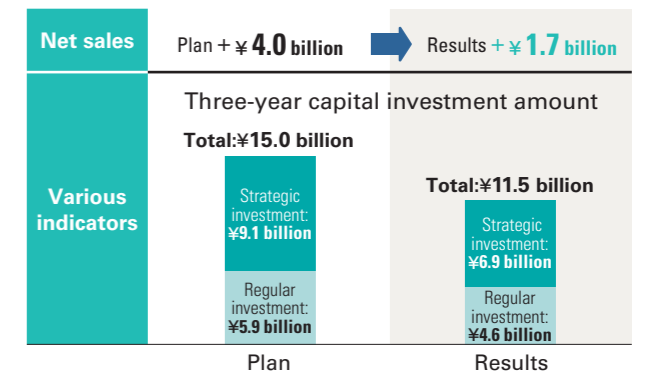 Net sales
Plan + ¥ 4.0 billion
Results + ¥ 1.7 billion
Three-year capital investment amount
Various
indicators
Total:¥15.0 billion
Strategic
investment:
¥9.1 billion
Regular
investment:
¥5.9 billion
Total:¥11.5 billion
Strategic
investment:
¥6.9 billion
Regular
investment:
¥4.6 billion
Plan
Results